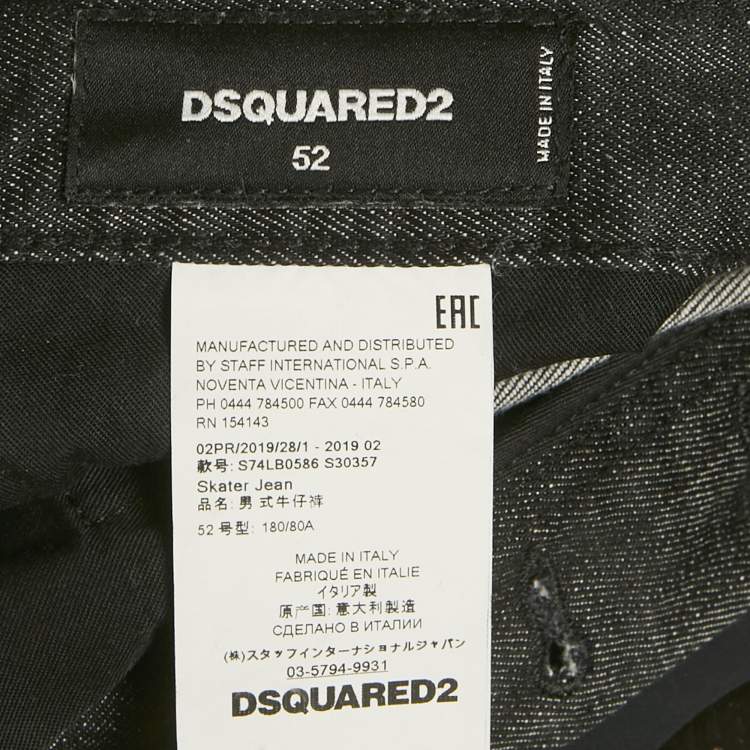 DSQUARED2
52
MADE IN ITALY
EAC
MANUFACTURED AND DISTRIBUTED
BY STAFF INTERNATIONAL S.P.A.
NOVENTA VICENTINA - ITALY
PH 0444 784500 FAX 0444 784580
RN 154143
02PR/2019/28/1 - 2019 02
款号: S74LB0586 S30357
Skater Jean
品名: 男 式牛仔裤
52 号型: 180/80A
MADE IN ITALY
FABRIQUÉ EN ITALIE
イタリア製
原产国: 意大利製造
СДЕЛАНО В ИТАЛИИ
(株)スタッフインターナショナルジャパン
03-5794-9931
DSQUARED2